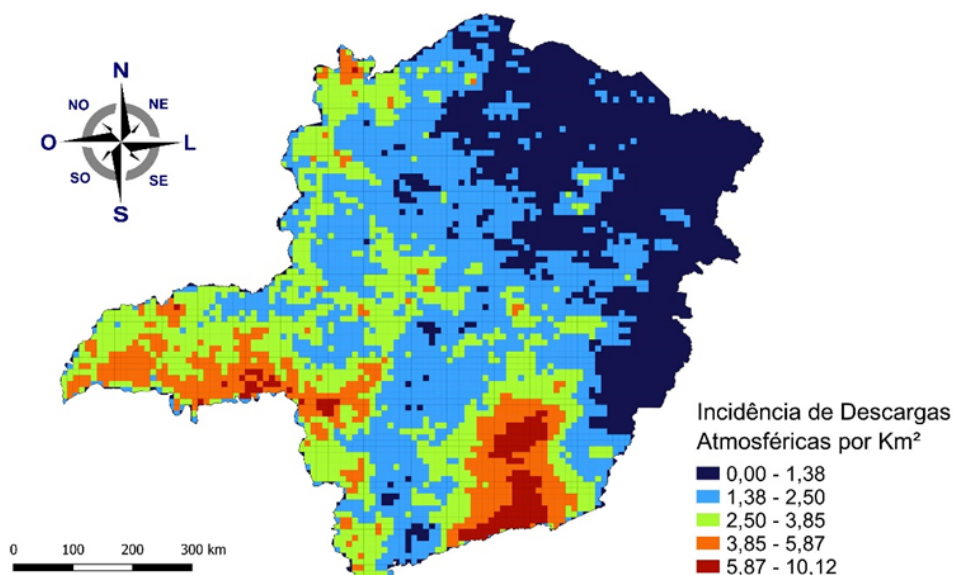 N
NO NE
O L
SO SE
S
Incidência de Descargas
Atmosféricas por Km²
0,00 - 1,38
1,38 - 2,50
2,50 - 3,85
3,85 - 5,87
5,87 - 10,12
0 100 200 300 km